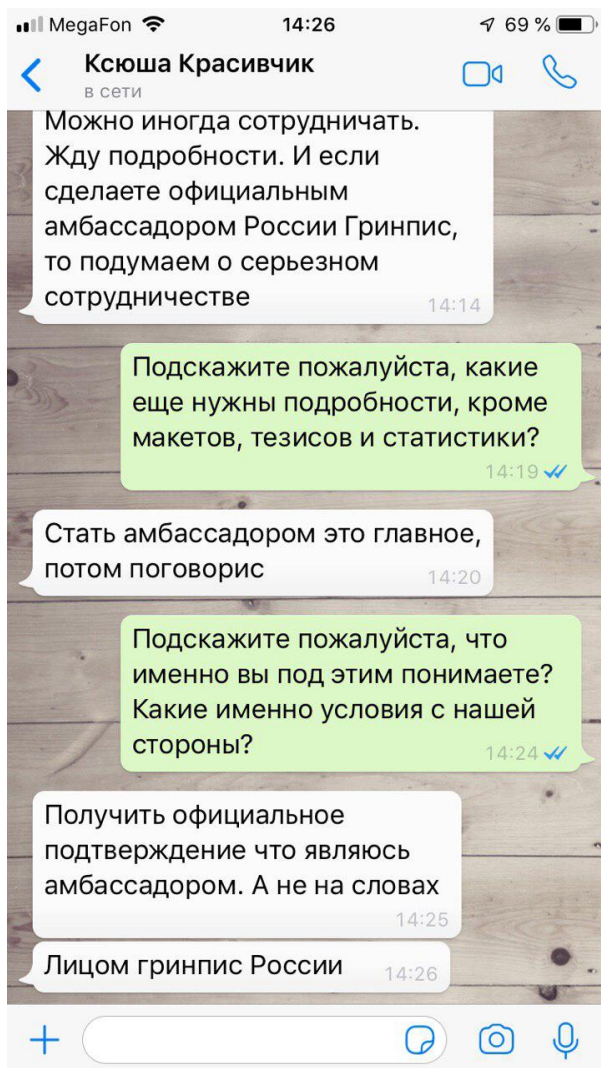 MegaFon 14:26 69 %
Ксюша Красивчик
в сети
Можно иногда сотрудничать.
Жду подробности. И если
сделаете официальным
амбассадором России Гринпис,
то подумаем о серьезном
сотрудничестве
14:14
Подскажите пожалуйста, какие
еще нужны подробности, кроме
макетов, тезисов и статистики?
14:19
Стать амбассадором это главное,
потом поговорис
14:20
Подскажите пожалуйста, что
именно вы под этим понимаете?
Какие именно условия с нашей
стороны?
14:24
Получить официальное
подтверждение что являюсь
амбассадором. А не на словах
14:25
Лицом гринпис России
14:26